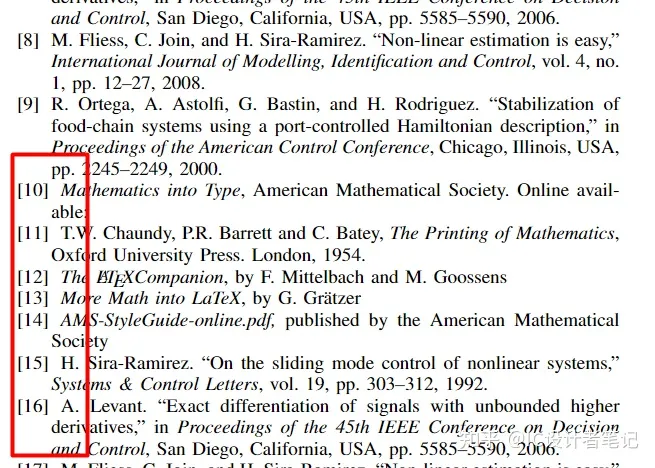 derivatives,” in Proceedings of the 45th IEEE Conference on Decision
and Control, San Diego, California, USA, pp. 5585–5590, 2006.
[8] M. Fliess, C. Join, and H. Sira-Ramirez. “Non-linear estimation is easy,”
International Journal of Modelling, Identification and Control, vol. 4, no.
1, pp. 12–27, 2008.
[9] R. Ortega, A. Astolfi, G. Bastin, and H. Rodriguez. “Stabilization of
food-chain systems using a port-controlled Hamiltonian description,” in
Proceedings of the American Control Conference, Chicago, Illinois, USA,
pp. 2245–2249, 2000.
[10] Mathematics into Type, American Mathematical Society. Online avail-
able:
[11] T.W. Chaundy, P.R. Barrett and C. Batey, The Printing of Mathematics,
Oxford University Press. London, 1954.
[12] The LATEXCompanion, by F. Mittelbach and M. Goossens
[13] More Math into LaTeX, by G. Grätzer
[14] AMS-StyleGuide-online.pdf, published by the American Mathematical
Society
[15] H. Sira-Ramirez. “On the sliding mode control of nonlinear systems,”
Systems & Control Letters, vol. 19, pp. 303–312, 1992.
[16] A. Levant. “Exact differentiation of signals with unbounded higher
derivatives,” in Proceedings of the 45th IEEE Conference on Decision
and Control, San Diego, California, USA, pp. 5585–5590, 2006.
知乎 @IC设计者笔记
[17] M. Fliess, C. Join, and H. Sira-Ramirez. “Non-linear estimation is easy,”